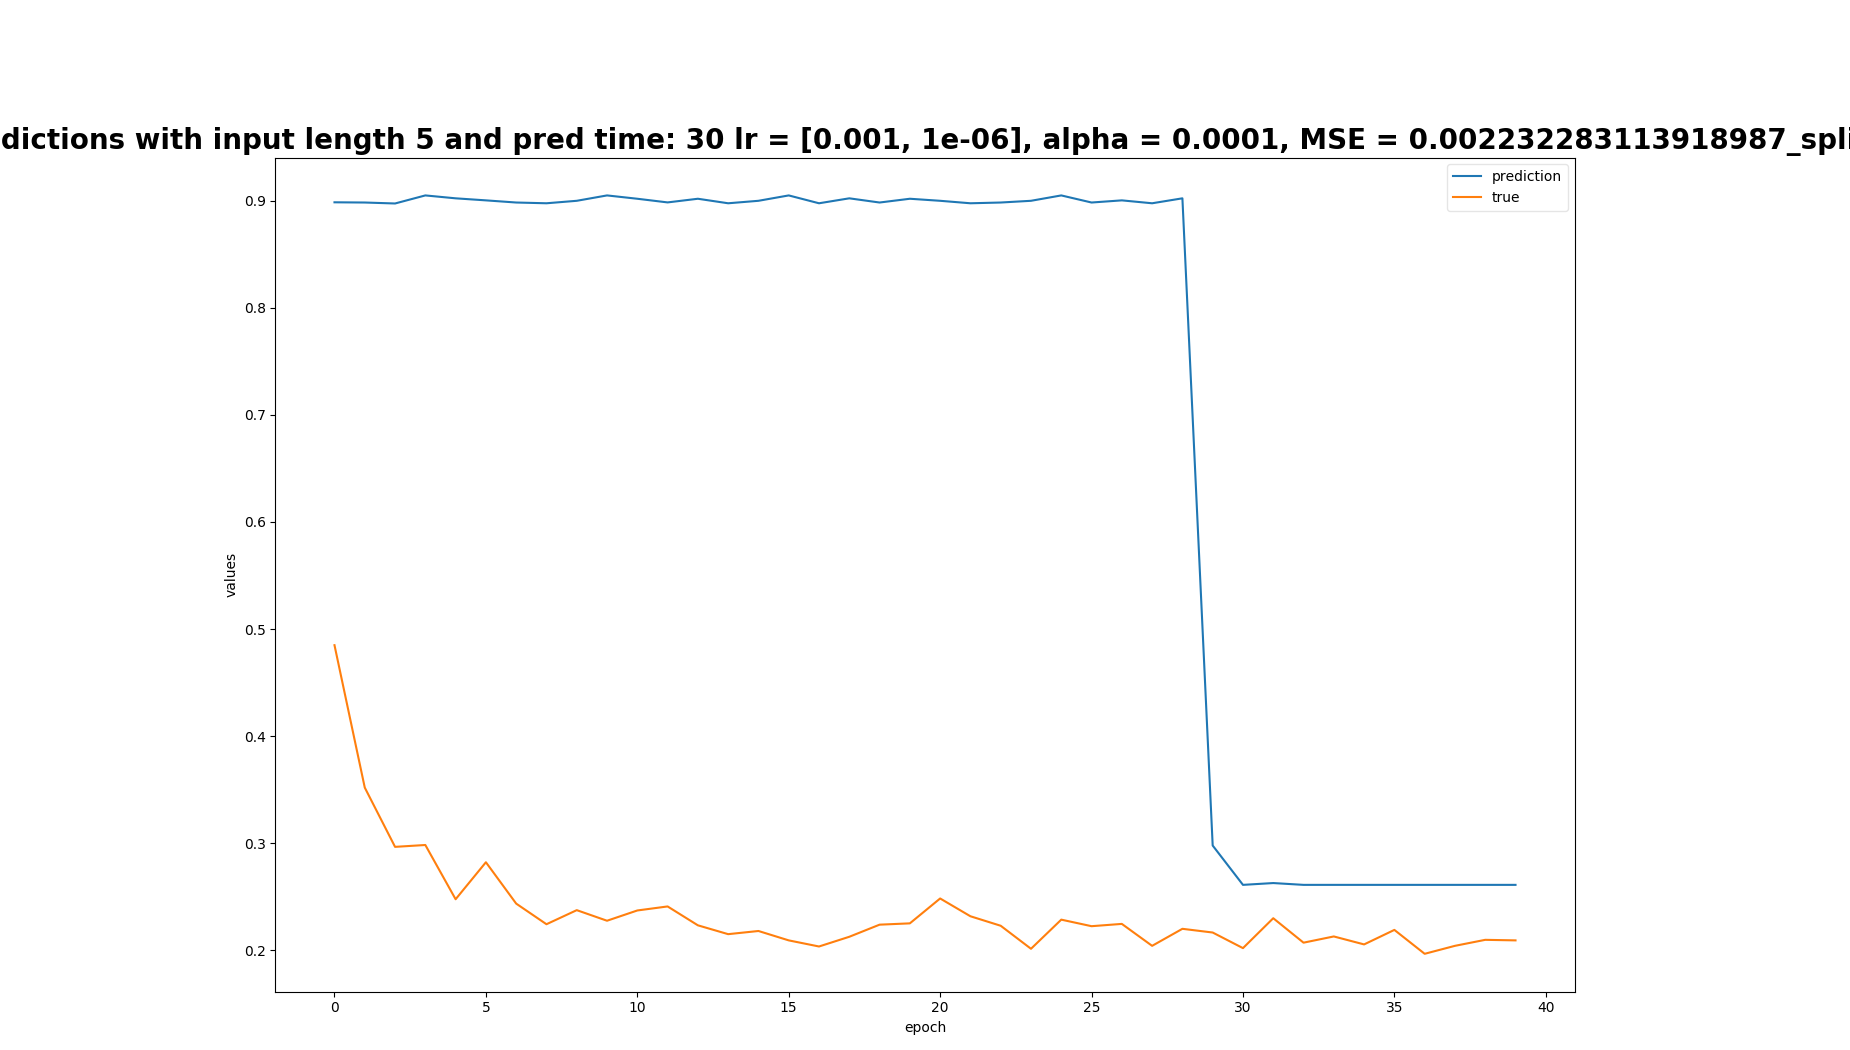 dictions with input length 5 and pred time: 30 lr = [0.001, 1e-06], alpha = 0.0001, MSE = 0.002232283113918987_spli
prediction
true
0.9
0.8
0.7
0.6
0.5
0.4
0.3
0.2
values
0 5 10 15 20 25 30 35 40
epoch